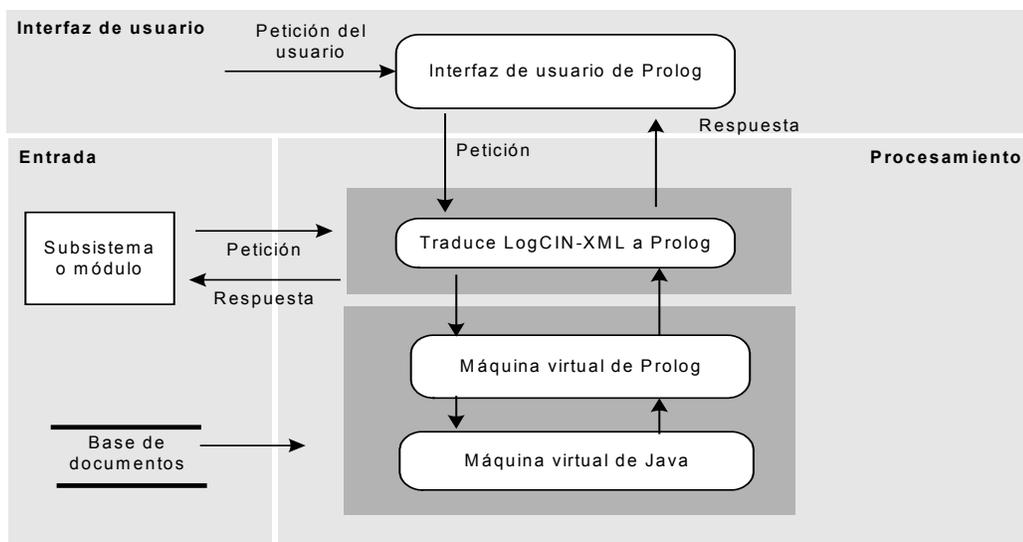 Interfaz de usuario
Petición del
usuario
Interfaz de usuario de Prolog
Respuesta
Petición
Entrada
Procesamiento
Subsistema
o módulo
Petición
Respuesta
Traduce LogCIN-XML a Prolog
Máquina virtual de Prolog
Base de
documentos
Máquina virtual de Java